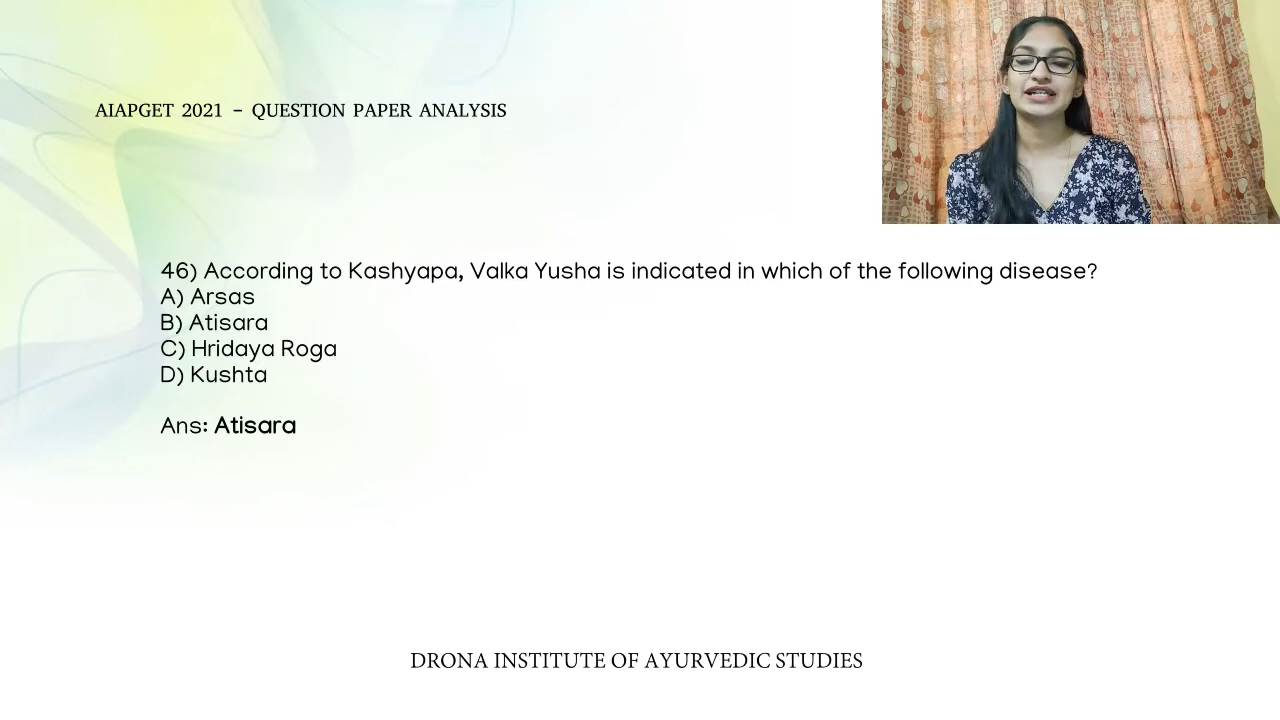 AIAPGET 2021 - QUESTION PAPER ANALYSIS
46) According to Kashyapa, Valka Yusha is indicated in which of the following disease?
A) Arsas
B) Atisara
C) Hridaya Roga
D) Kushta
Ans: Atisara
DRONA INSTITUTE OF AYURVEDIC STUDIES